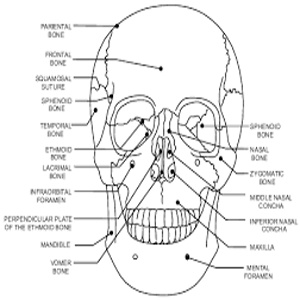 PARIENTAL
BONE
FRONTAL
BONE
SQUAMOSAL
SUTURE
SPHENOID
BONE
TEMPORAL
BONE
ETHMOID
BONE
LACRIMAL
BONE
INFRAORBITAL
FORAMEN
PERPENDICULAR PLATE
OF THE ETHMOID BONE
MANDIBLE
VOMER
BONE
SPHENOID
BONE
NASAL
BONE
ZYGOMATIC
BONE
MIDDLE NASAL
CONCHA
INFERIOR NASAL
CONCHA
MAXILLA
MENTAL
FORAMEN